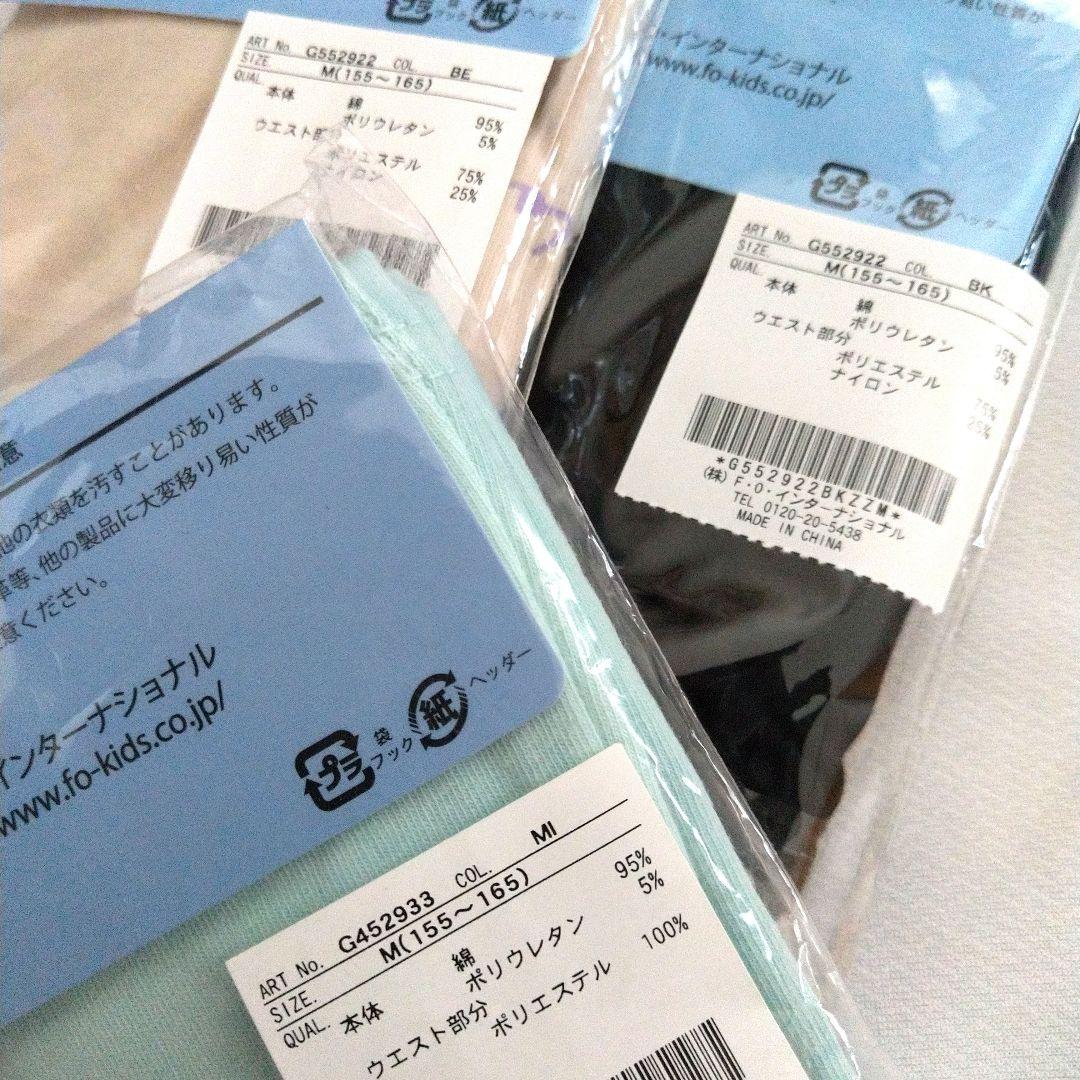 プラ
フック
紙
ヘッダー
ART No. G552922 COL. BE
SIZE. M(155～165)
QUAL. 本体 綿 95%
ポリウレタン 5%
ウエスト部分
ポリエステル 75%
ナイロン 25%
インターナショナル
www.fo-kids.co.jp/
プラ
袋
フック
紙
ヘッダー
ART No. G552922 COL. BK
SIZE. M(155～165)
QUAL. 本体 綿 95%
ポリウレタン 5%
ウエスト部分
ポリエステル 75%
ナイロン 25%
*G552922BKZZM*
(株)F・O・インターナショナル
TEL 0120-20-5438
MADE IN CHINA
意
他の衣類を汚すことがあります。
革等、他の製品に大変移り易い性質が
意ください。
インターナショナル
www.fo-kids.co.jp/
プラ
袋
フック
紙
ヘッダー
ART No. G452933 COL. MI
SIZE. M(155～165)
QUAL. 本体 綿 95%
ポリウレタン 5%
ウエスト部分
ポリエステル 100%